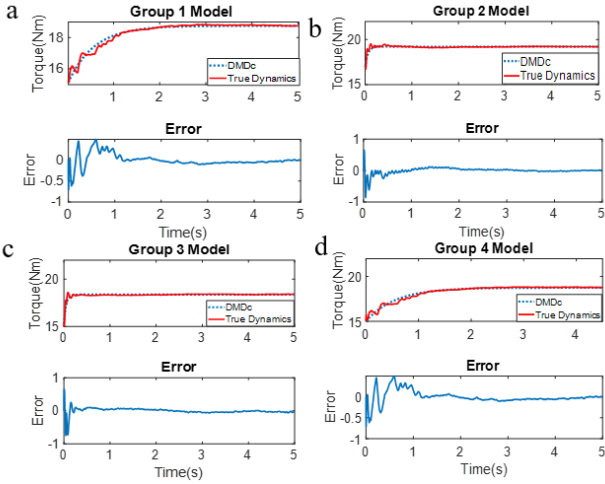 a
Group 1 Model
Torque(Nm)
18
16
DMDc
True Dynamics
0 1 2 3 4 5
Error
Error
0
-0.5
-1
0 1 2 3 4 5
Time(s)
b
Group 2 Model
Torque(Nm)
20
15
DMDc
True Dynamics
0 1 2 3 4 5
Error
Error
1
0
-1
0 1 2 3 4 5
Time(s)
c
Group 3 Model
Torque(Nm)
20
15
DMDc
True Dynamics
0 1 2 3 4 5
Error
Error
1
0
-1
0 1 2 3 4 5
Time(s)
d
Group 4 Model
Torque(Nm)
20
15
DMDc
True Dynamics
0 1 2 3 4
Error
Error
0
-0.5
-1
0 1 2 3 4 5
Time(s)